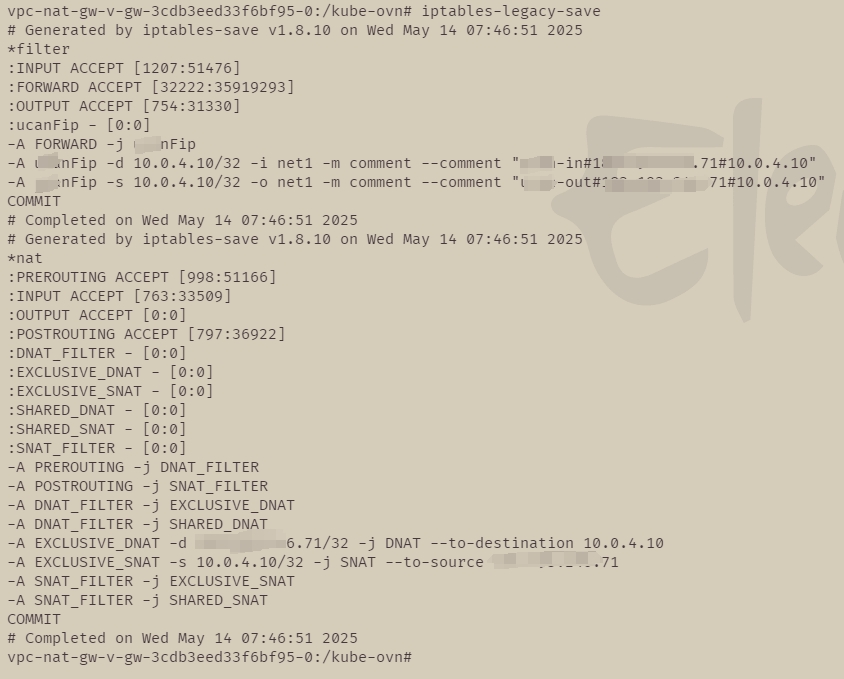 vpc-nat-gw-v-gw-3cdb3eed33f6bf95-0:/kube-ovn# iptables-legacy-save
# Generated by iptables-save v1.8.10 on Wed May 14 07:46:51 2025
*filter
:INPUT ACCEPT [1207:51476]
:FORWARD ACCEPT [32222:35919293]
:OUTPUT ACCEPT [754:31330]
:ucanFip - [0:0]
-A FORWARD -j nFip
-A nFip -d 10.0.4.10/32 -i net1 -m comment --comment "-in#1 .71#10.0.4.10"
-A nFip -s 10.0.4.10/32 -o net1 -m comment --comment "-out# 71#10.0.4.10"
COMMIT
# Completed on Wed May 14 07:46:51 2025
# Generated by iptables-save v1.8.10 on Wed May 14 07:46:51 2025
*nat
:PREROUTING ACCEPT [998:51166]
:INPUT ACCEPT [763:33509]
:OUTPUT ACCEPT [0:0]
:POSTROUTING ACCEPT [797:36922]
:DNAT_FILTER - [0:0]
:EXCLUSIVE_DNAT - [0:0]
:EXCLUSIVE_SNAT - [0:0]
:SHARED_DNAT - [0:0]
:SHARED_SNAT - [0:0]
:SNAT_FILTER - [0:0]
-A PREROUTING -j DNAT_FILTER
-A POSTROUTING -j SNAT_FILTER
-A DNAT_FILTER -j EXCLUSIVE_DNAT
-A DNAT_FILTER -j SHARED_DNAT
-A EXCLUSIVE_DNAT -d 6.71/32 -j DNAT --to-destination 10.0.4.10
-A EXCLUSIVE_SNAT -s 10.0.4.10/32 -j SNAT --to-source .71
-A SNAT_FILTER -j EXCLUSIVE_SNAT
-A SNAT_FILTER -j SHARED_SNAT
COMMIT
# Completed on Wed May 14 07:46:51 2025
vpc-nat-gw-v-gw-3cdb3eed33f6bf95-0:/kube-ovn#